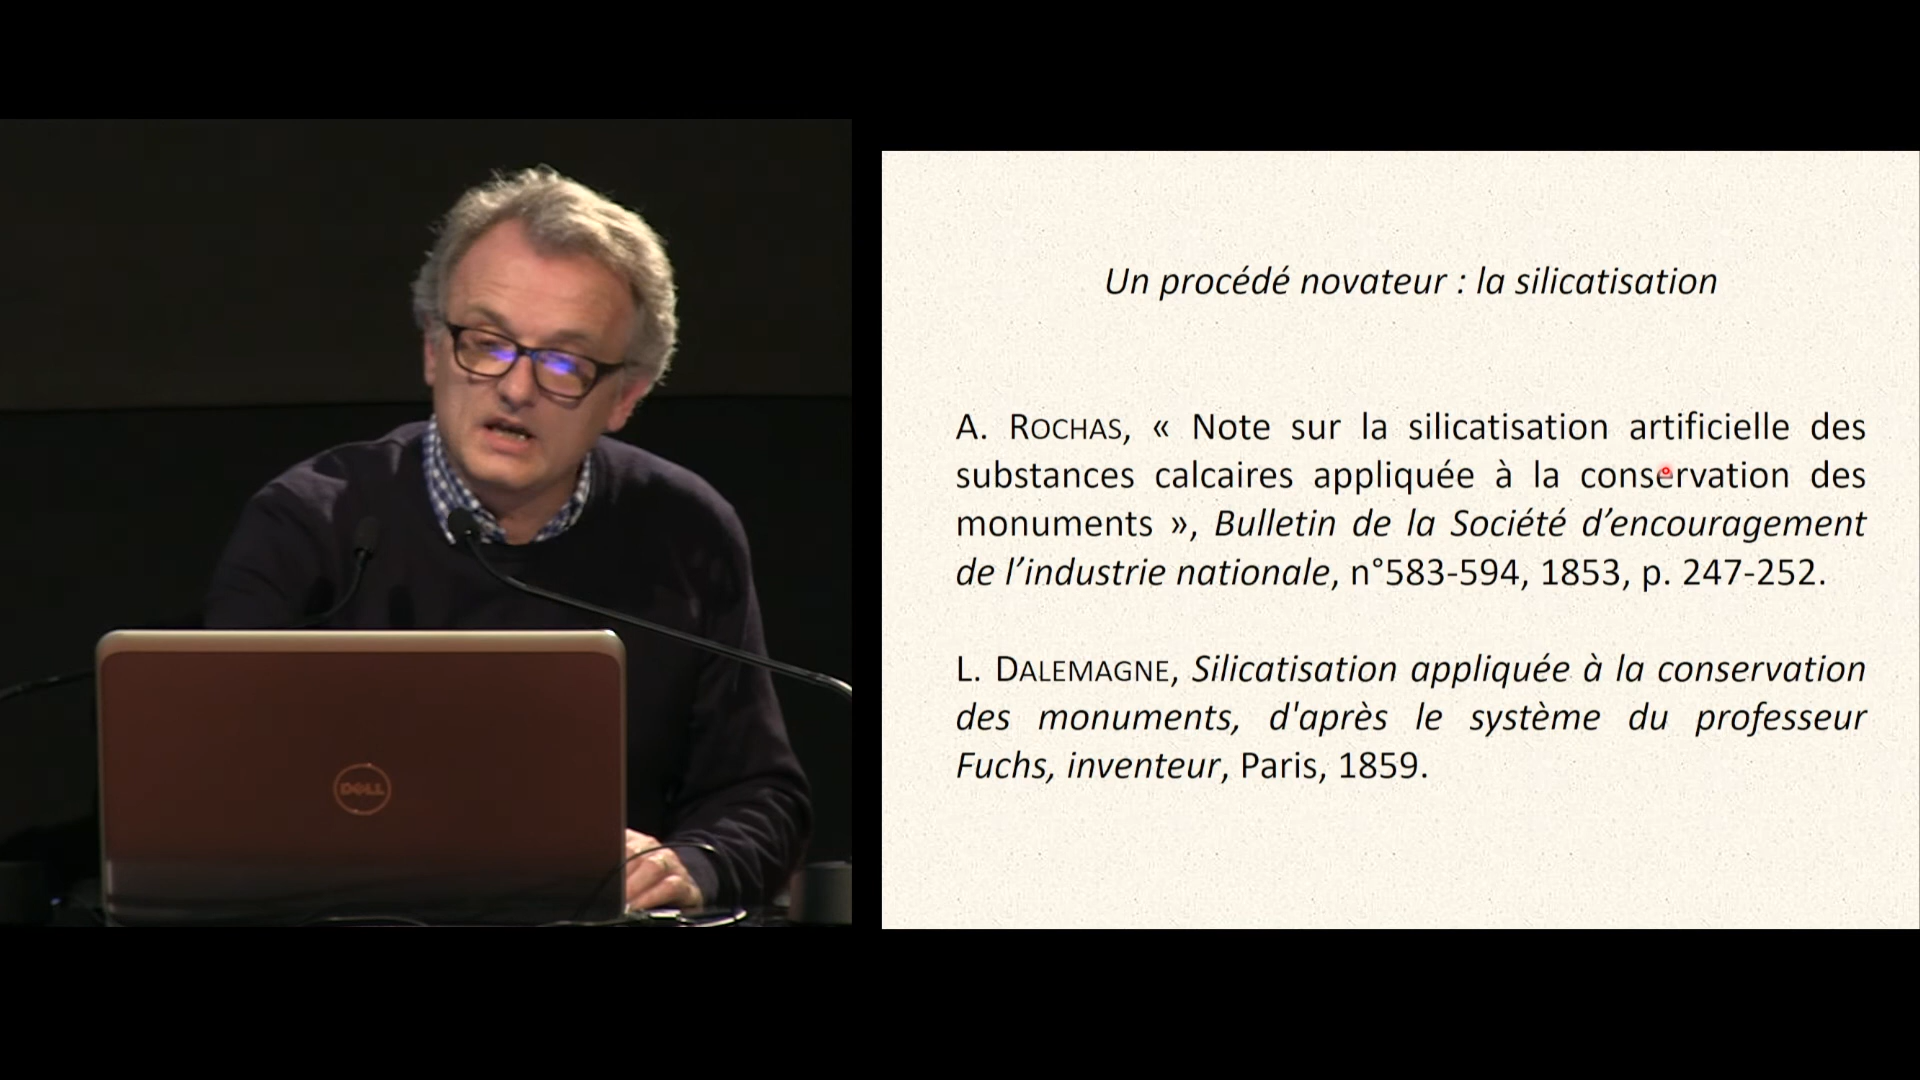 Un procédé novateur : la silicatisation
A. ROCHAS, « Note sur la silicatisation artificielle des
substances calcaires appliquée à la conservation des
monuments », Bulletin de la Société d’encouragement
de l’industrie nationale, n°583-594, 1853, p. 247-252.
L. DALEMAGNE, Silicatisation appliquée à la conservation
des monuments, d'après le système du professeur
Fuchs, inventeur, Paris, 1859.
DELL